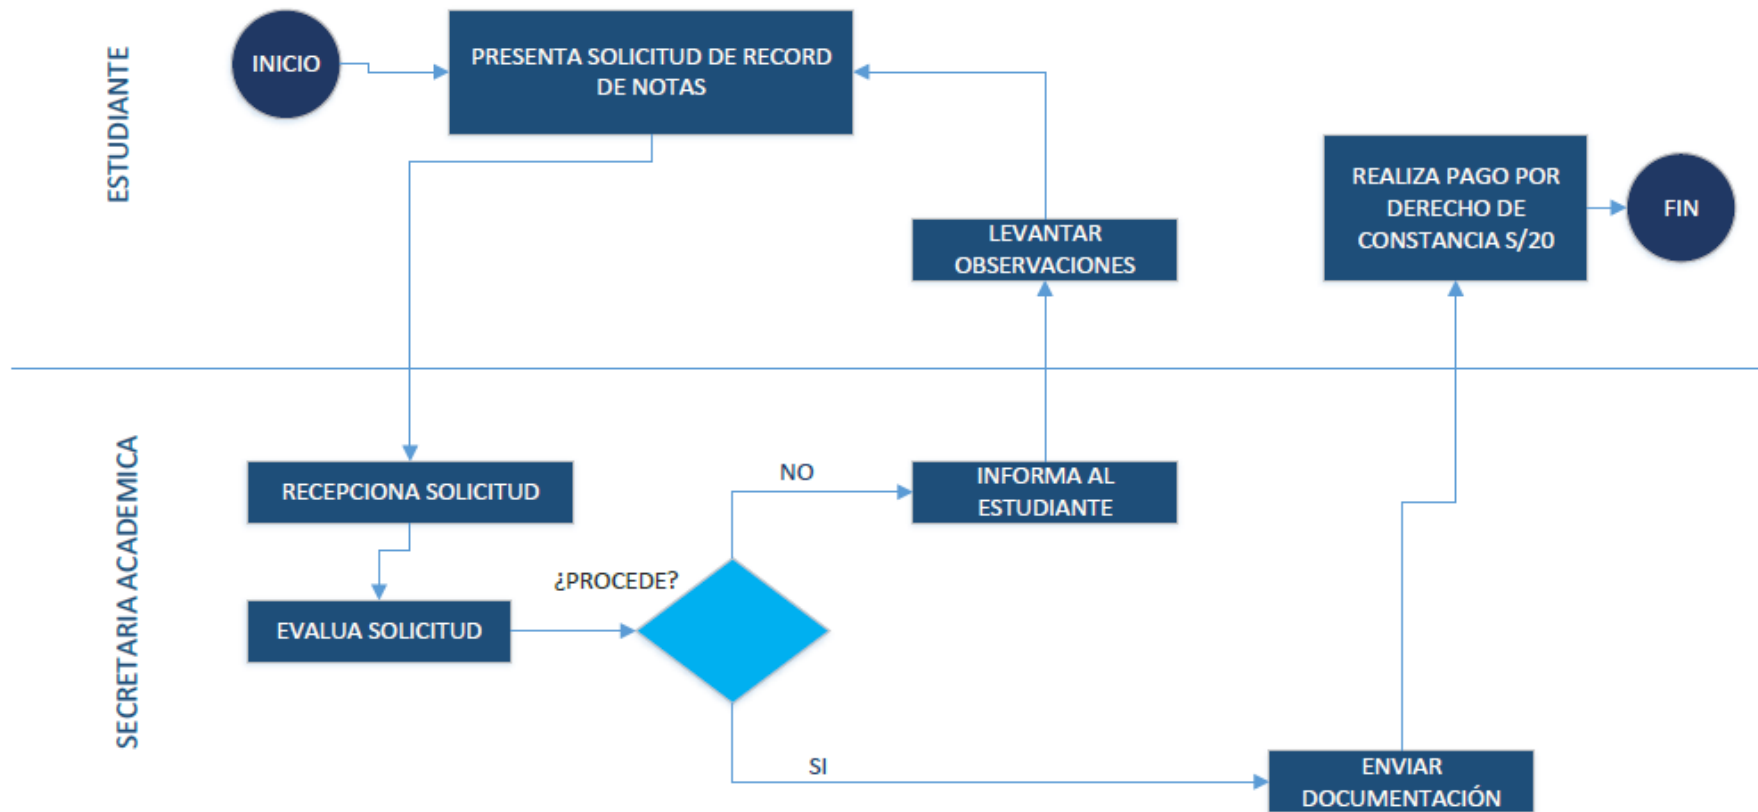 ESTUDIANTE
INICIO
PRESENTA SOLICITUD DE RECORD
DE NOTAS
LEVANTAR
OBSERVACIONES
REALIZA PAGO POR
DERECHO DE
CONSTANCIA S/20
FIN
SECRETARIA ACADEMICA
RECEPCIONA SOLICITUD
EVALUA SOLICITUD
¿PROCEDE?
NO
INFORMA AL
ESTUDIANTE
SI
ENVIAR
DOCUMENTACIÓN